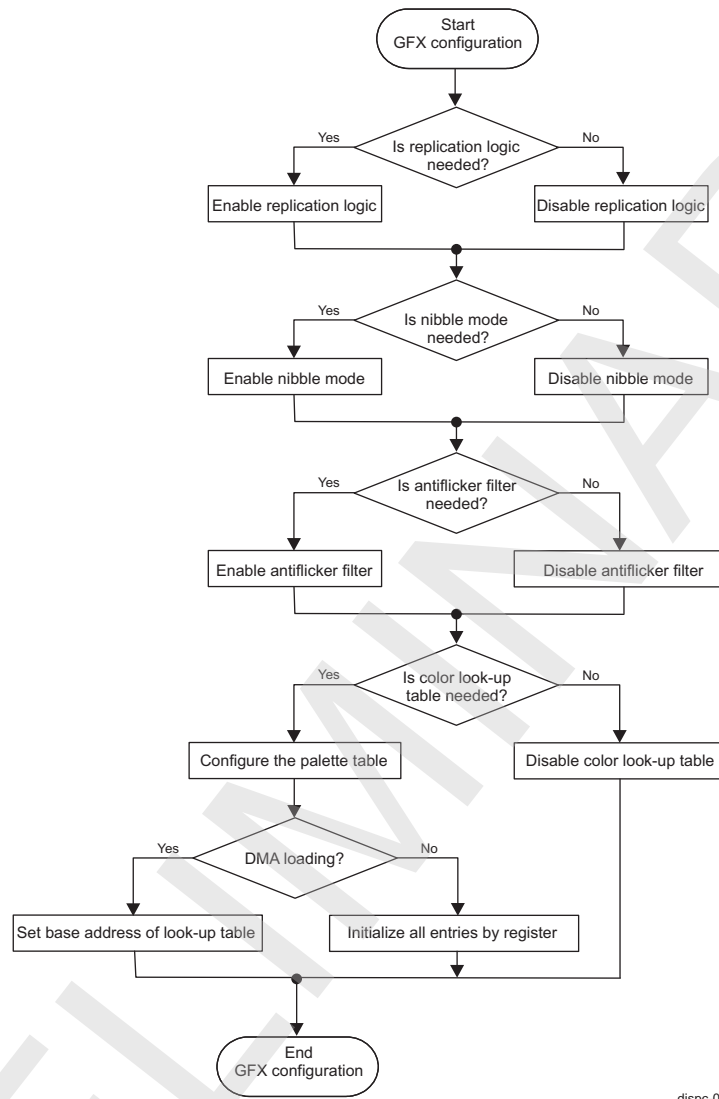 Start
GFX configuration
Is replication logic
needed?
Yes
No
Enable replication logic
Disable replication logic
Is nibble mode
needed?
Yes
No
Enable nibble mode
Disable nibble mode
Is antiflicker filter
needed?
Yes
No
Enable antiflicker filter
Disable antiflicker filter
Is color look-up
table needed?
Yes
No
Configure the palette table
Disable color look-up table
DMA loading?
Yes
No
Set base address of look-up table
Initialize all entries by register
End
GFX configuration